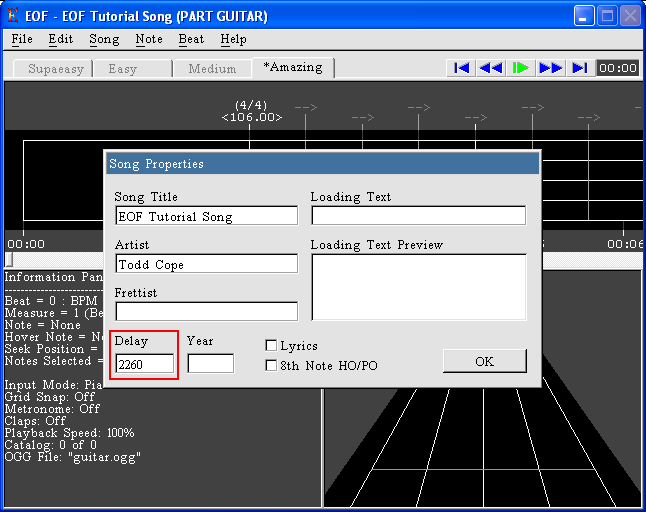 EOF - EOF Tutorial Song (PART GUITAR)
File Edit Song Note Beat Help
Supaeasy Easy Medium *Amazing 00:00
(4/4)
<106.00>
Song Properties
Song Title Loading Text
EOF Tutorial Song
00:00 00:06
Artist Loading Text Preview
Todd Cope
Frettist
Delay Year
2260
Lyrics
8th Note HO/PO
OK
Information Pan
Beat = 0 : BPM
Measure = 1 (Be
Note = None
Hover Note = No
Seek Position =
Notes Selected =
Input Mode: Pia
Grid Snap: Off
Metronome: Off
Claps: Off
Playback Speed: 100%
Catalog: 0 of 0
OGG File: "guitar.ogg"